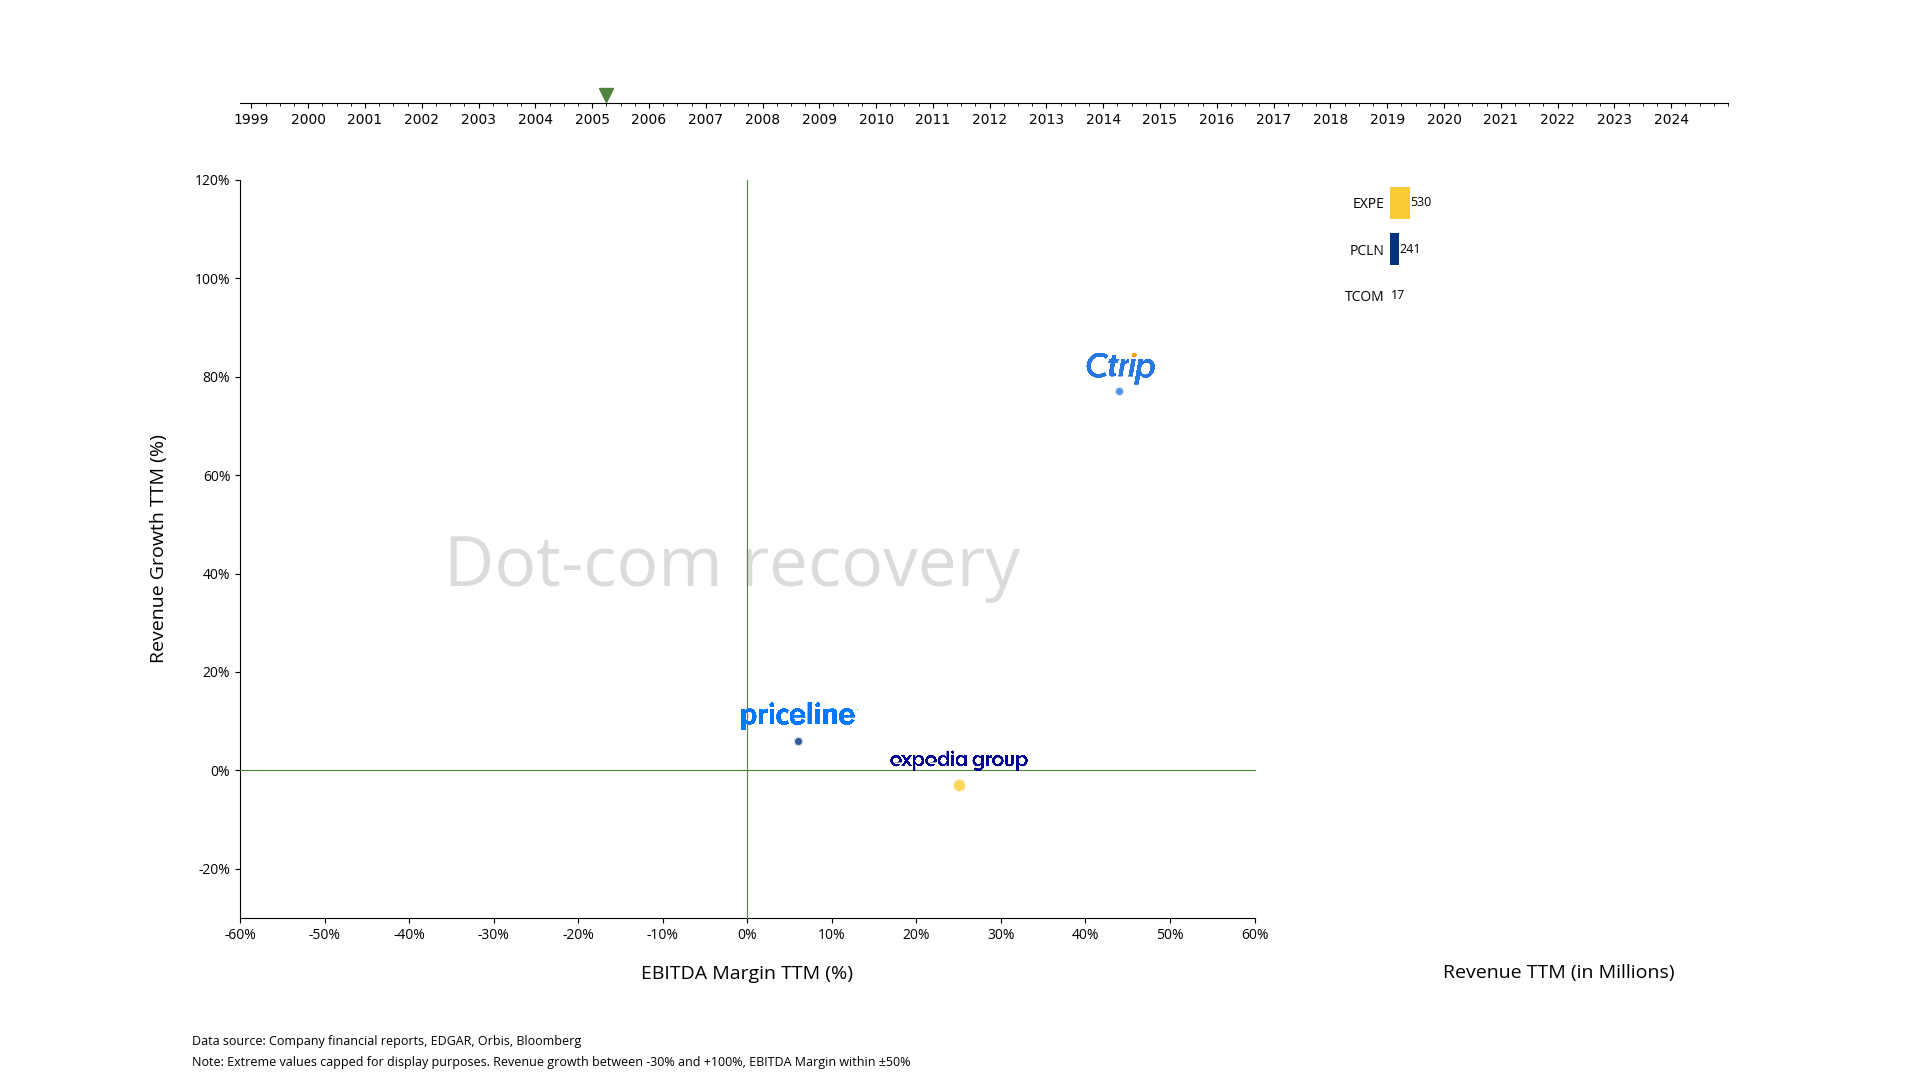 1999 2000 2001 2002 2003 2004 2005 2006 2007 2008 2009 2010 2011 2012 2013 2014 2015 2016 2017 2018 2019 2020 2021 2022 2023 2024
120%
100%
80%
60%
40%
20%
0%
-20%
Revenue Growth TTM (%)
Dot-com recovery
Ctrip
priceline
expedia group
-60% -50% -40% -30% -20% -10% 0% 10% 20% 30% 40% 50% 60%
EBITDA Margin TTM (%)
EXPE 530
PCLN 241
TCOM 17
Revenue TTM (in Millions)
Data source: Company financial reports, EDGAR, Orbis, Bloomberg
Note: Extreme values capped for display purposes. Revenue growth between -30% and +100%, EBITDA Margin within ±50%